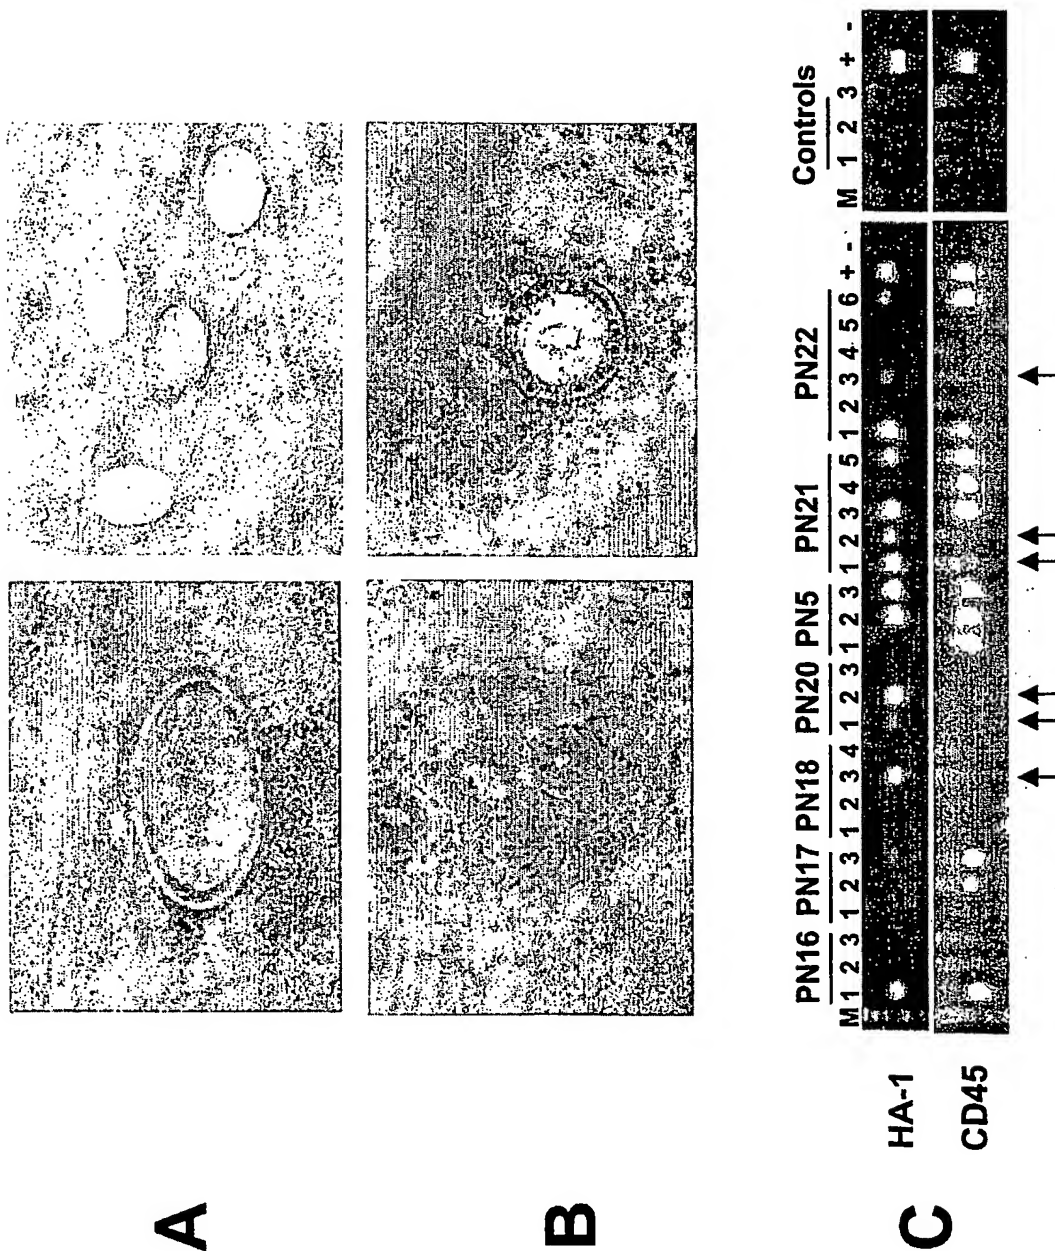 A
B
C
PN16 PN17 PN18 PN20 PN5 PN21 PN22 Controls
M 1 2 3 1 2 3 1 2 3 4 1 2 3 1 2 3 1 2 3 4 5 1 2 3 4 5 6 + - M 1 2 3 + -
HA-1
CD45